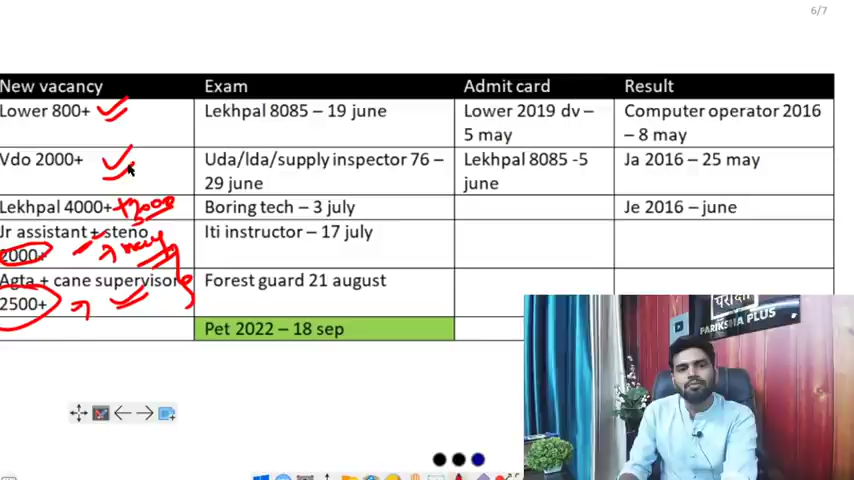 6/7
New vacancy Exam Admit card Result
Lower 800+ Lekhpal 8085 – 19 june Lower 2019 dv – Computer operator 2016
5 may – 8 may
Vdo 2000+ Uda/lda/supply inspector 76 – Lekhpal 8085 -5 Ja 2016 – 25 may
29 june june
Lekhpal 4000+ +3000 Boring tech – 3 july Je 2016 – june
Jr assistant + steno Iti instructor – 17 july
2000+ may
Agta + cane supervisor Forest guard 21 august
2500+
Pet 2022 – 18 sep
परीक्षा
PARIKSHA PLUS